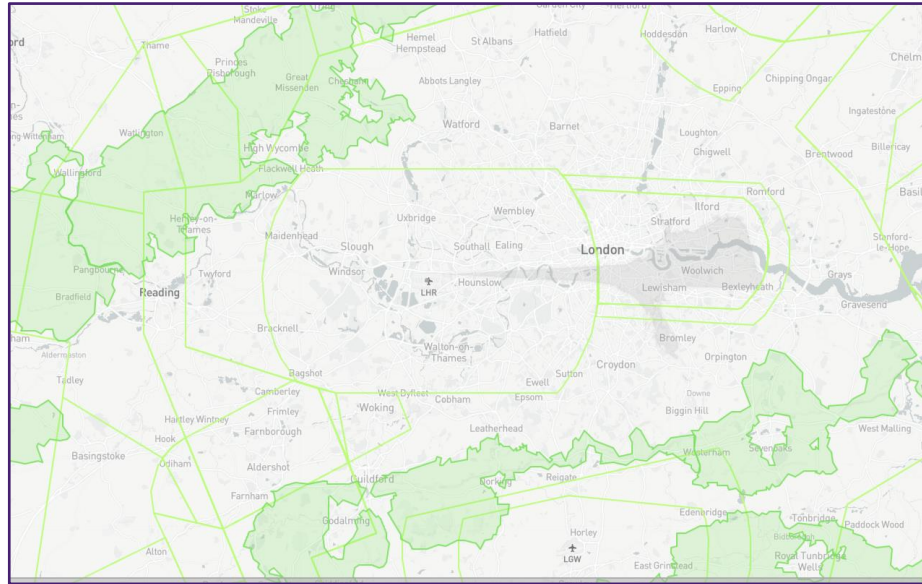 Stoke
Mandeville
Hemel
Hempstead
St Albans
Hatfield
Hoddesdon
Harlow
Thame
Princes
Risborough
Great
Missenden
Chesham
Abbots Langley
Epping
Chipping Ongar
Chelm
Ingatestone
Watlington
Watford
Barnet
Loughton
Chigwell
Billericay
Brentwood
High Wycombe
Flackwell Heath
Wallingford
Marlow
Romford
Ilford
Basil
Henley-on-
Thames
Uxbridge
Wembley
Stratford
Maidenhead
Slough
Southall
Ealing
London
Stanford-
le-Hope
Pangbourne
Twyford
Windsor
LHR
Hounslow
Woolwich
Lewisham
Bexleyheath
Grays
Gravesend
Bradfield
Reading
Bracknell
Walton-on-
Thames
Bromley
Orpington
Croydon
Aldermaston
Tadley
Bagshot
Camberley
West Byfleet
Cobham
Sutton
Ewell
Epsom
Downe
Biggin Hill
Woking
Frimley
Farnborough
Hartley Wintney
Hook
Leatherhead
West Malling
Basingstoke
Odiham
Aldershot
Guildford
Dorking
Reigate
Westerham
Sevenoaks
Farnham
Godalming
Horley
LGW
Edenbridge
Tonbridge
Paddock Wood
Alton
East Grinstead
Royal Tunbridge
Wells